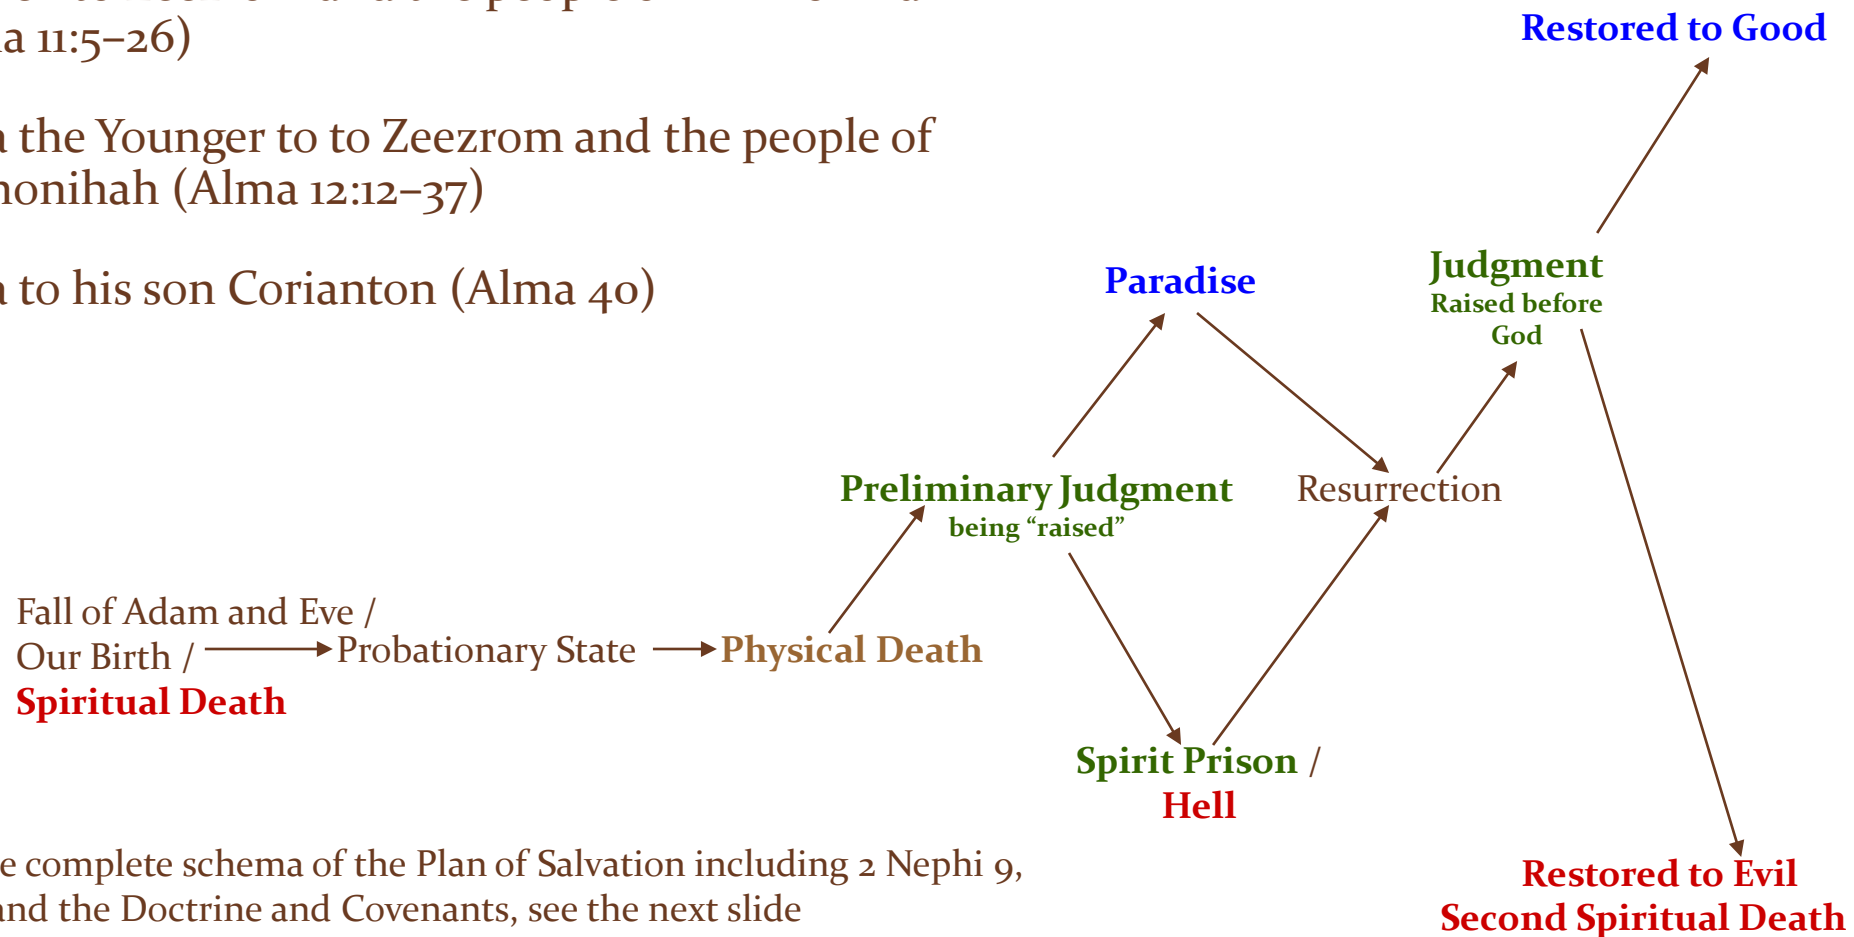 a 11:5–26)
the Younger to to Zeezrom and the people of
(Alma 12:12–37)
to his son Corianton (Alma 40)
Restored to Good
Paradise
Judgment
Raised before
God
Preliminary Judgment
being “raised”
Resurrection
Fall of Adam and Eve /
Our Birth /
Spiritual Death
Probationary State
Physical Death
Spirit Prison /
Hell
complete schema of the Plan of Salvation including 2 Nephi 9,
and the Doctrine and Covenants, see the next slide
Restored to Evil
Second Spiritual Death